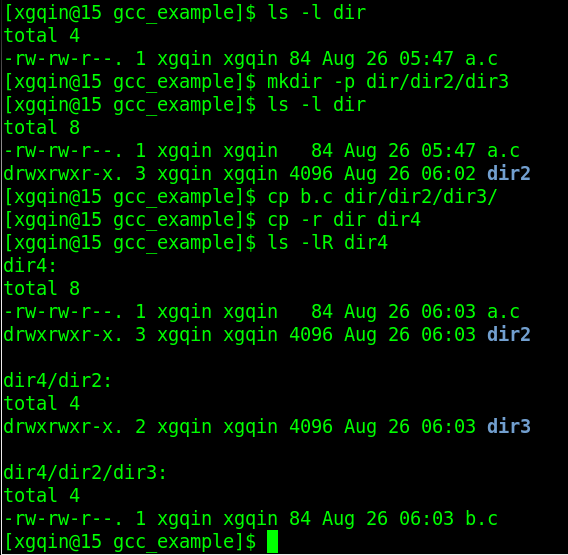 [xgqin@15 gcc_example]$ ls -l dir
total 4
-rw-rw-r--. 1 xgqin xgqin 84 Aug 26 05:47 a.c
[xgqin@15 gcc_example]$ mkdir -p dir/dir2/dir3
[xgqin@15 gcc_example]$ ls -l dir
total 8
-rw-rw-r--. 1 xgqin xgqin   84 Aug 26 05:47 a.c
drwxrwxr-x. 3 xgqin xgqin 4096 Aug 26 06:02 dir2
[xgqin@15 gcc_example]$ cp b.c dir/dir2/dir3/
[xgqin@15 gcc_example]$ cp -r dir dir4
[xgqin@15 gcc_example]$ ls -lR dir4
dir4:
total 8
-rw-rw-r--. 1 xgqin xgqin   84 Aug 26 06:03 a.c
drwxrwxr-x. 3 xgqin xgqin 4096 Aug 26 06:03 dir2

dir4/dir2:
total 4
drwxrwxr-x. 2 xgqin xgqin 4096 Aug 26 06:03 dir3

dir4/dir2/dir3:
total 4
-rw-rw-r--. 1 xgqin xgqin 84 Aug 26 06:03 b.c
[xgqin@15 gcc_example]$